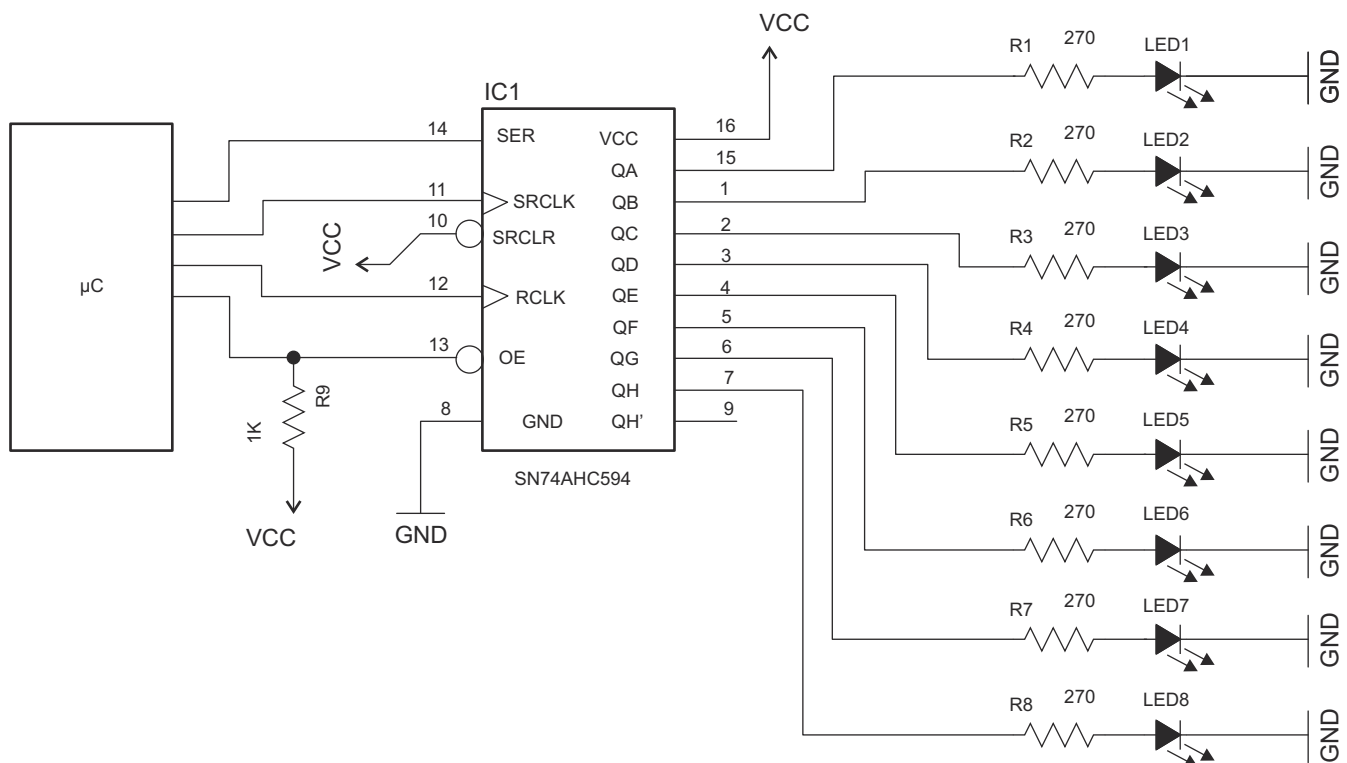 VCC
R1
270
LED1
GND
IC1
14
SER
VCC
16
QA
15
R2
270
LED2
GND
11
SRCLK
QB
1
10
SRCLR
VCC
QC
2
R3
270
LED3
GND
QD
3
µC
12
RCLK
QE
4
R4
270
LED4
GND
QF
5
13
OE
QG
6
R9
1K
QH
7
R5
270
LED5
GND
8
GND
QH'
9
SN74AHC594
VCC
GND
R6
270
LED6
GND
R7
270
LED7
GND
R8
270
LED8
GND